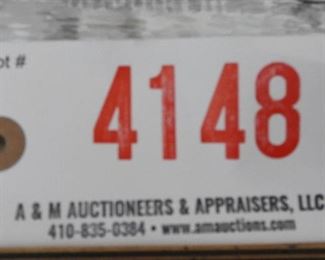 ot #
4148
A & M AUCTIONEERS & APPRAISERS, LLC
410-835-0384 • www.amauctions.com